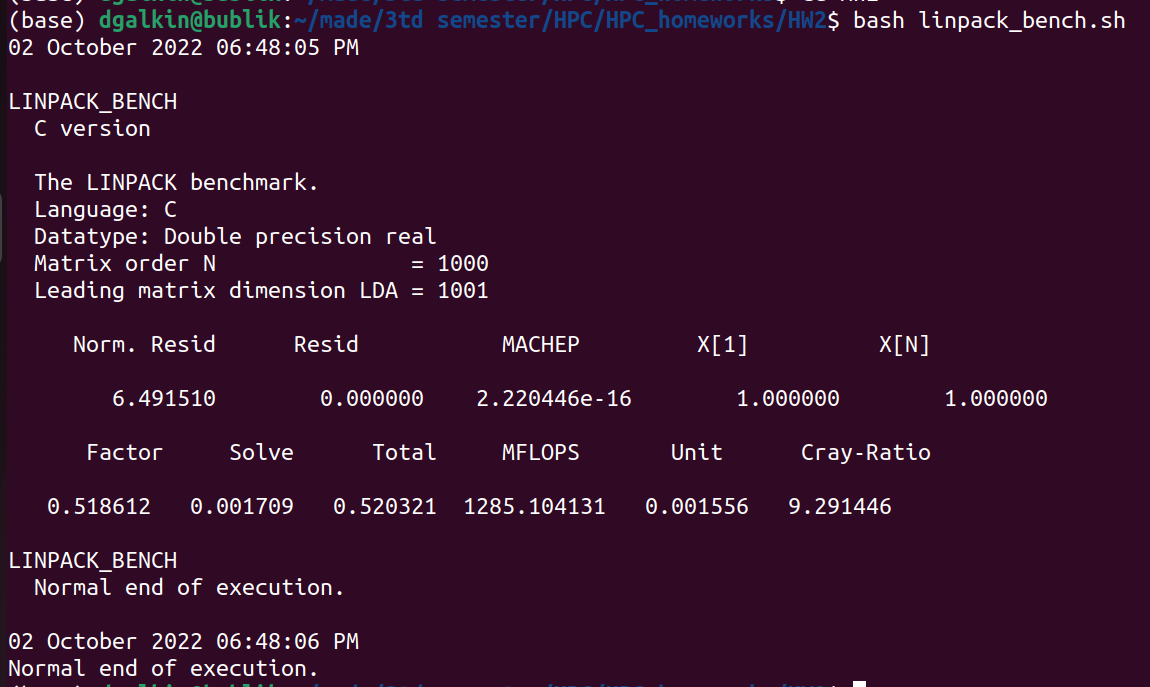 (base) dgalkin@bublik:~/made/3td semester/HPC/HPC_homeworks/HW2$ bash linpack_bench.sh
02 October 2022 06:48:05 PM
LINPACK_BENCH
C version
The LINPACK benchmark.
Language: C
Datatype: Double precision real
Matrix order N = 1000
Leading matrix dimension LDA = 1001
Norm. Resid Resid MACHEP X[1] X[N]
6.491510 0.000000 2.220446e-16 1.000000 1.000000
Factor Solve Total MFLOPS Unit Cray-Ratio
0.518612 0.001709 0.520321 1285.104131 0.001556 9.291446
LINPACK_BENCH
Normal end of execution.
02 October 2022 06:48:06 PM
Normal end of execution.